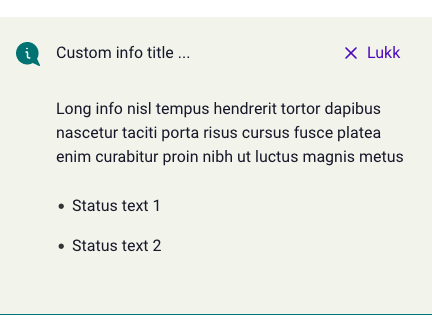 Custom info title ...
Lukk
Long info nisl tempus hendrerit tortor dapibus
nascetur taciti porta risus cursus fusce platea
enim curabitur proin nibh ut luctus magnis metus
• Status text 1
• Status text 2